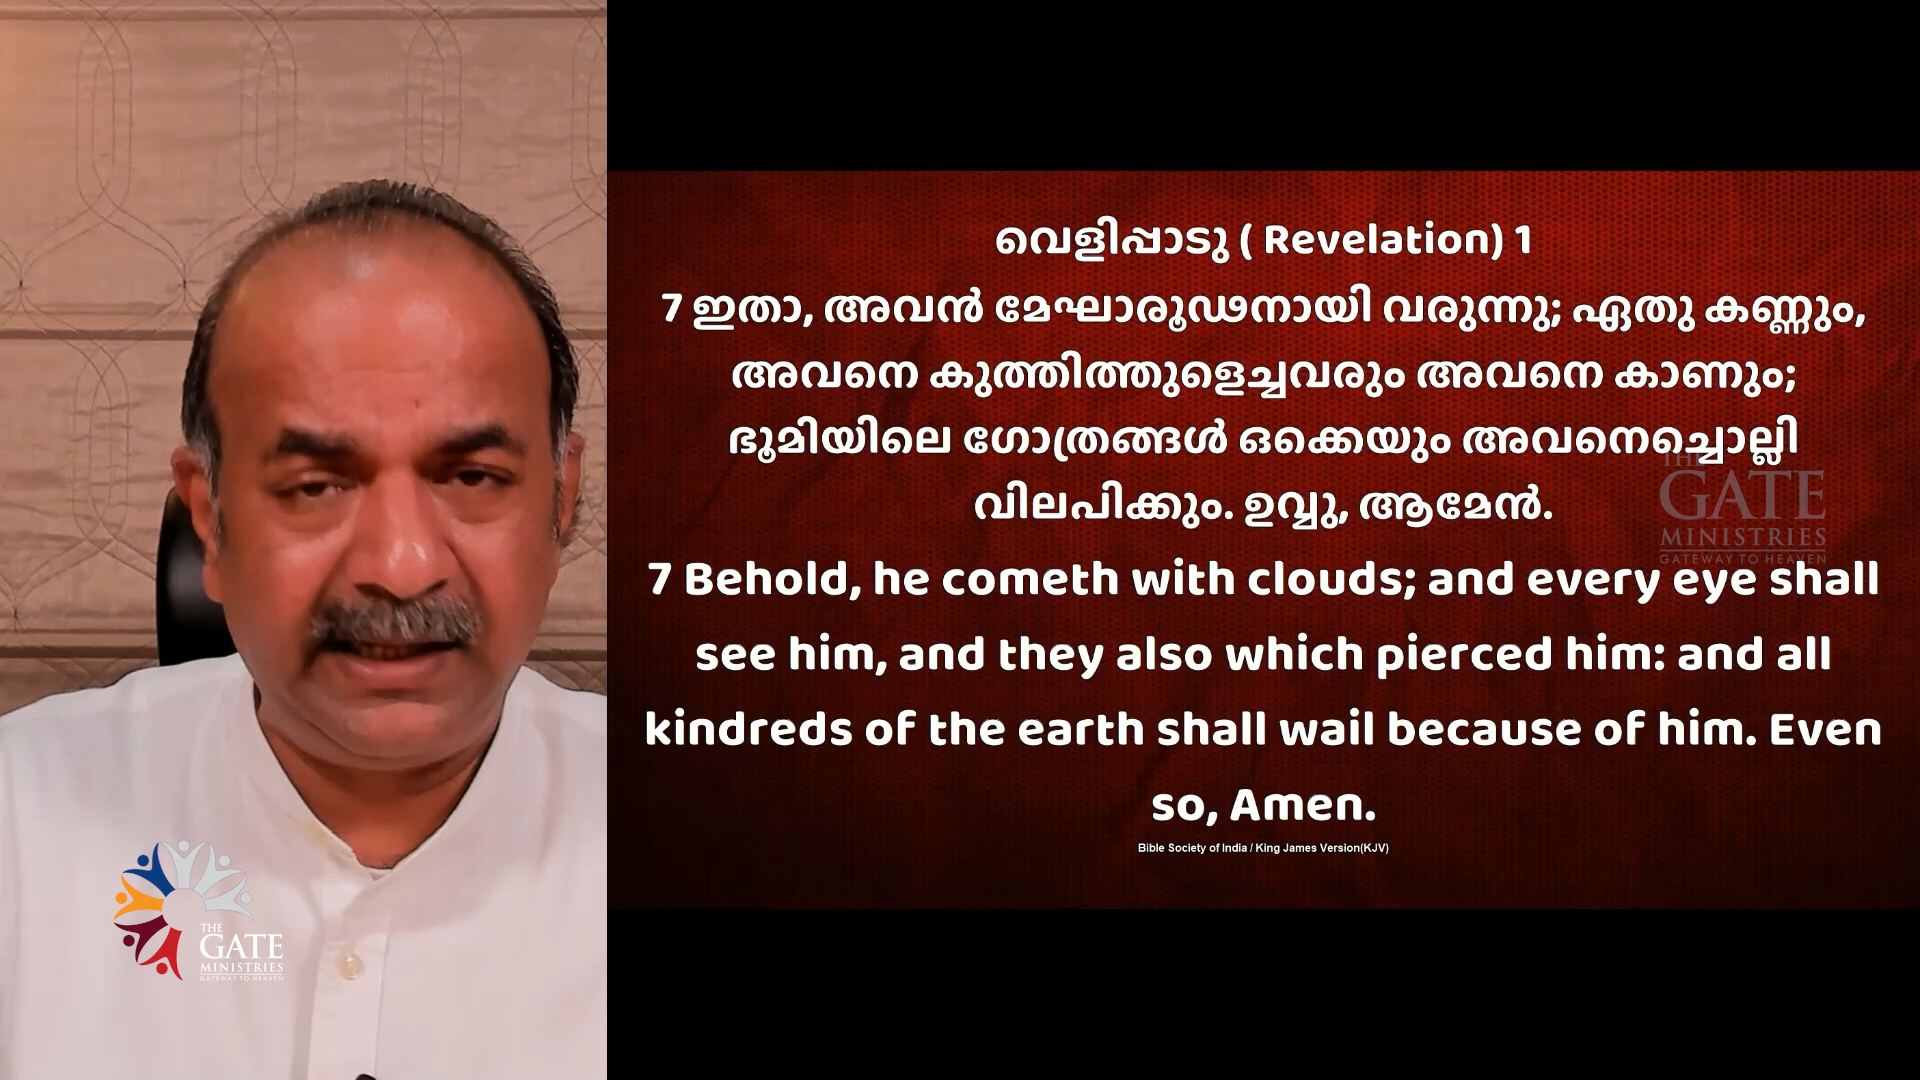 വെളിപ്പാടു ( Revelation) 1
7 ഇതാ, അവൻ മേഘാരൂഢനായി വരുന്നു; ഏതു കണ്ണും,
അവനെ കുത്തിത്തുളെച്ചവരും അവനെ കാണും;
ഭൂമിയിലെ ഗോത്രങ്ങൾ ഒക്കെയും അവനെച്ചൊല്ലി
വിലപിക്കും. ഉവ്വു, ആമേൻ.
7 Behold, he cometh with clouds; and every eye shall
see him, and they also which pierced him: and all
kindreds of the earth shall wail because of him. Even
so, Amen.
Bible Society of India / King James Version(KJV)
THE
GATE
MINISTRIES
GATEWAY TO HEAVEN
THE
GATE
MINISTRIES
GATEWAY TO HEAVEN